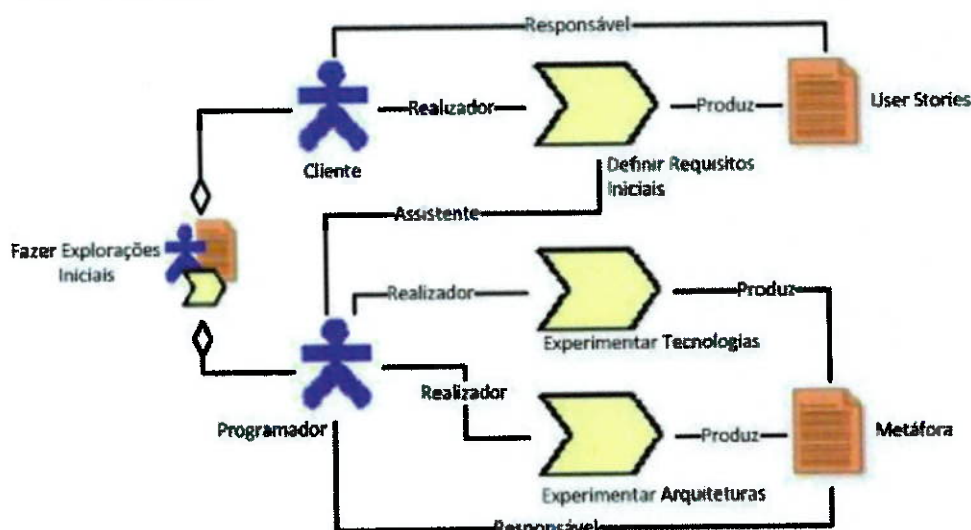 Responsável
Realizador
Produz
User Stories
Cliente
Definir Requisitos
Iniciais
Assistente
Fazer Explorações
Iniciais
Realizador
Produz
Experimentar Tecnologias
Realizador
Programador
Produz
Metáfora
Experimentar Arquiteturas
Responsável